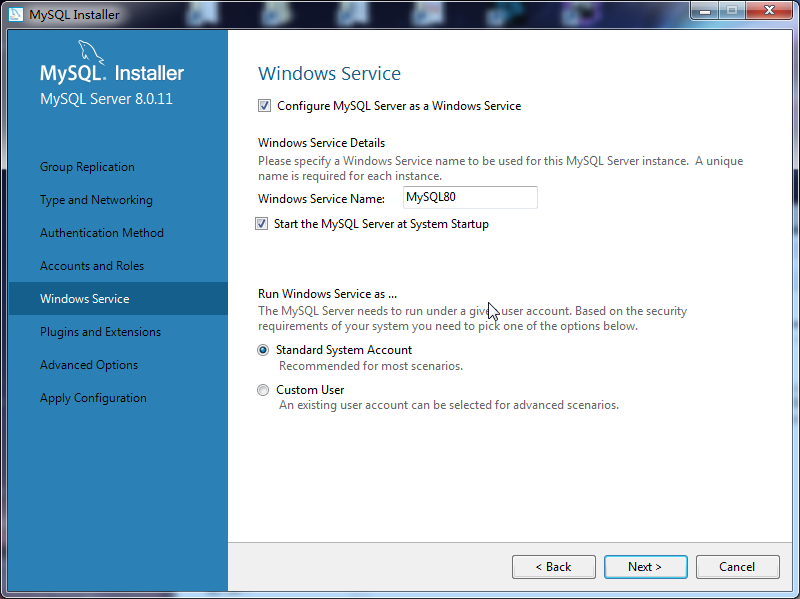 MySQL Installer
MySQL. Installer
MySQL Server 8.0.11
Group Replication
Type and Networking
Authentication Method
Accounts and Roles
Windows Service
Plugins and Extensions
Advanced Options
Apply Configuration
Windows Service
Configure MySQL Server as a Windows Service
Windows Service Details
Please specify a Windows Service name to be used for this MySQL Server instance. A unique
name is required for each instance.
Windows Service Name: MySQL80
Start the MySQL Server at System Startup
Run Windows Service as ...
The MySQL Server needs to run under a given user account. Based on the security
requirements of your system you need to pick one of the options below.
Standard System Account
Recommended for most scenarios.
Custom User
An existing user account can be selected for advanced scenarios.
< Back Next > Cancel